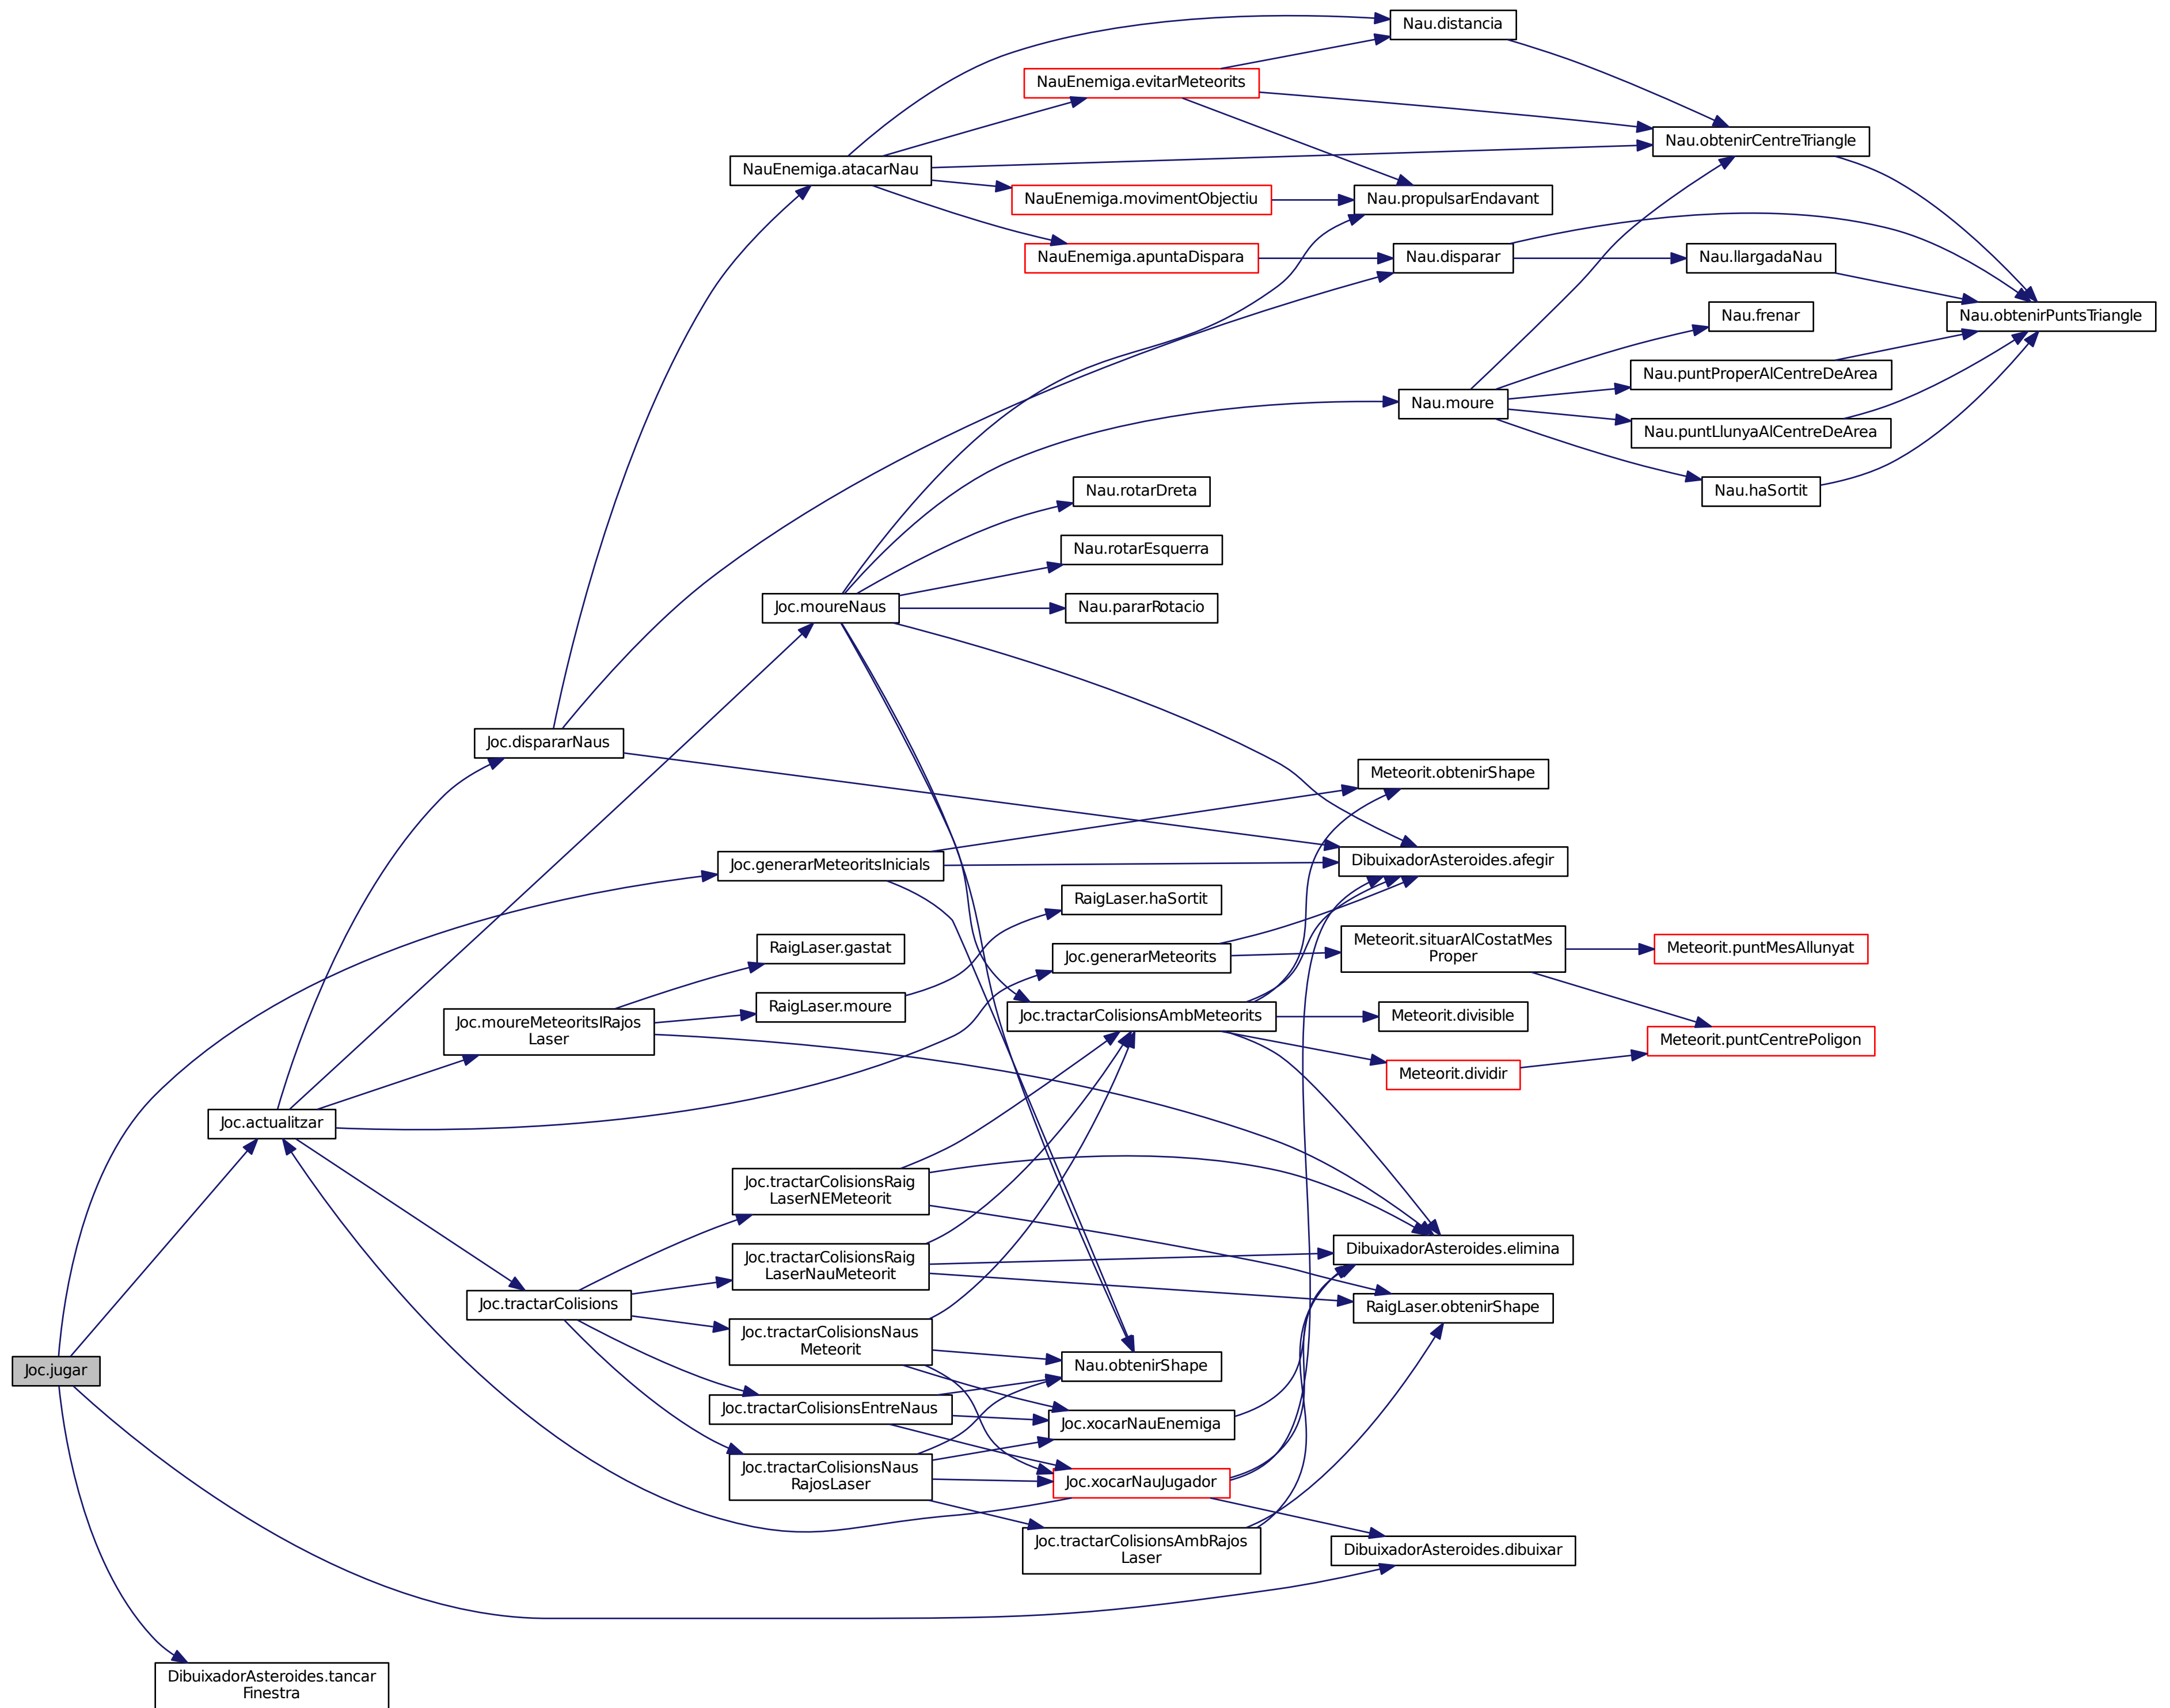 Nau.distancia
NauEnemiga.evitarMeteorits
Nau.obtenirCentreTriangle
NauEnemiga.atacarNau
NauEnemiga.movimentObjectiu
Nau.propulsarEndavant
NauEnemiga.apuntaDispara
Nau.disparar
Nau.llargadaNau
Nau.frenar
Nau.obtenirPuntsTriangle
Nau.puntProperAlCentreDeArea
Nau.moure
Nau.puntLlunyaAlCentreDeArea
Nau.rotarDreta
Nau.haSortit
Nau.rotarEsquerra
Joc.moureNaus
Nau.pararRotacio
Joc.dispararNaus
Meteorit.obtenirShape
Joc.generarMeteoritsInicials
DibuixadorAsteroides.afegir
RaigLaser.haSortit
RaigLaser.gastat
Joc.generarMeteorits
Meteorit.situarAlCostatMes
Proper
Meteorit.puntMesAllunyat
RaigLaser.moure
Joc.moureMeteoritsIRajos
Laser
Joc.tractarColisionsAmbMeteorits
Meteorit.divisible
Meteorit.puntCentrePoligon
Meteorit.dividir
Joc.actualitzar
Joc.tractarColisionsRaig
LaserNEMeteorit
Joc.tractarColisionsRaig
LaserNauMeteorit
DibuixadorAsteroides.elimina
Joc.tractarColisions
RaigLaser.obtenirShape
Joc.tractarColisionsNaus
Meteorit
Joc.jugar
Nau.obtenirShape
Joc.tractarColisionsEntreNaus
Joc.xocarNauEnemiga
Joc.tractarColisionsNaus
RajosLaser
Joc.xocarNauJugador
Joc.tractarColisionsAmbRajos
Laser
DibuixadorAsteroides.dibuixar
DibuixadorAsteroides.tancar
Finestra